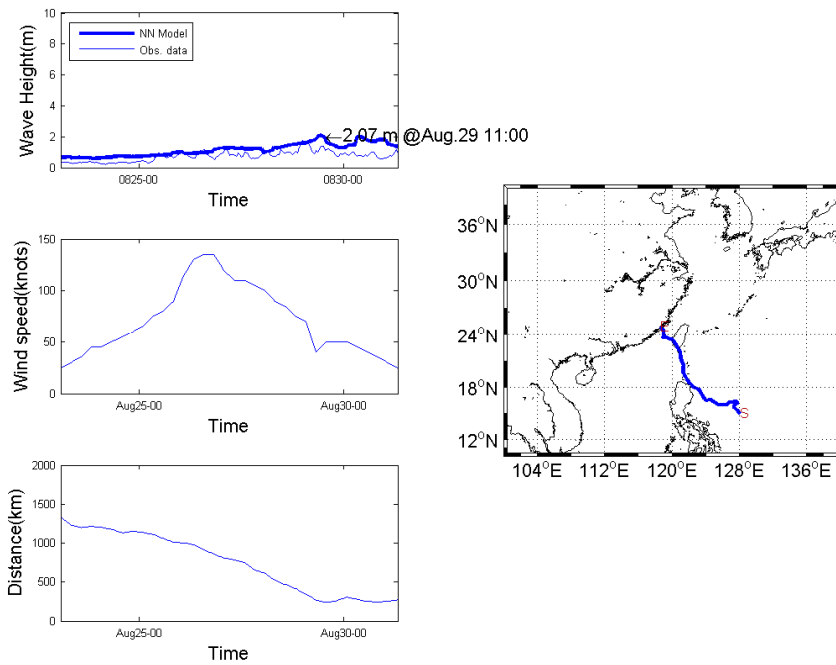 10
8
6
4
2
0
Wave Height(m)
NN Model
Obs. data
←2.07 m @Aug.29 11:00
0825-00
0830-00
Time
150
100
50
0
Wind speed(knots)
Aug25-00
Aug30-00
Time
2000
1500
1000
500
0
Distance(km)
Aug25-00
Aug30-00
Time
36°N
30°N
24°N
18°N
12°N
S
104°E
112°E
120°E
128°E
136°E